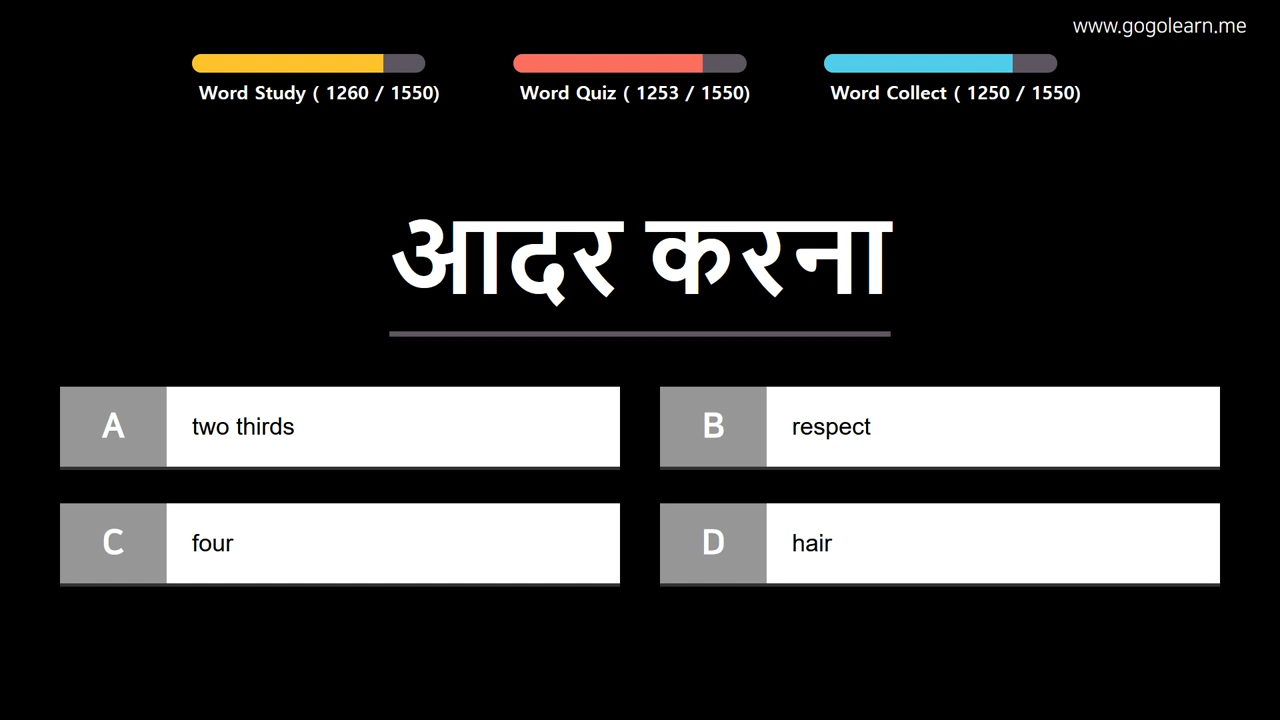 www.gogolearn.me
Word Study ( 1260 / 1550)
Word Quiz ( 1253 / 1550)
Word Collect ( 1250 / 1550)
आदर करना
A two thirds
B respect
C four
D hair